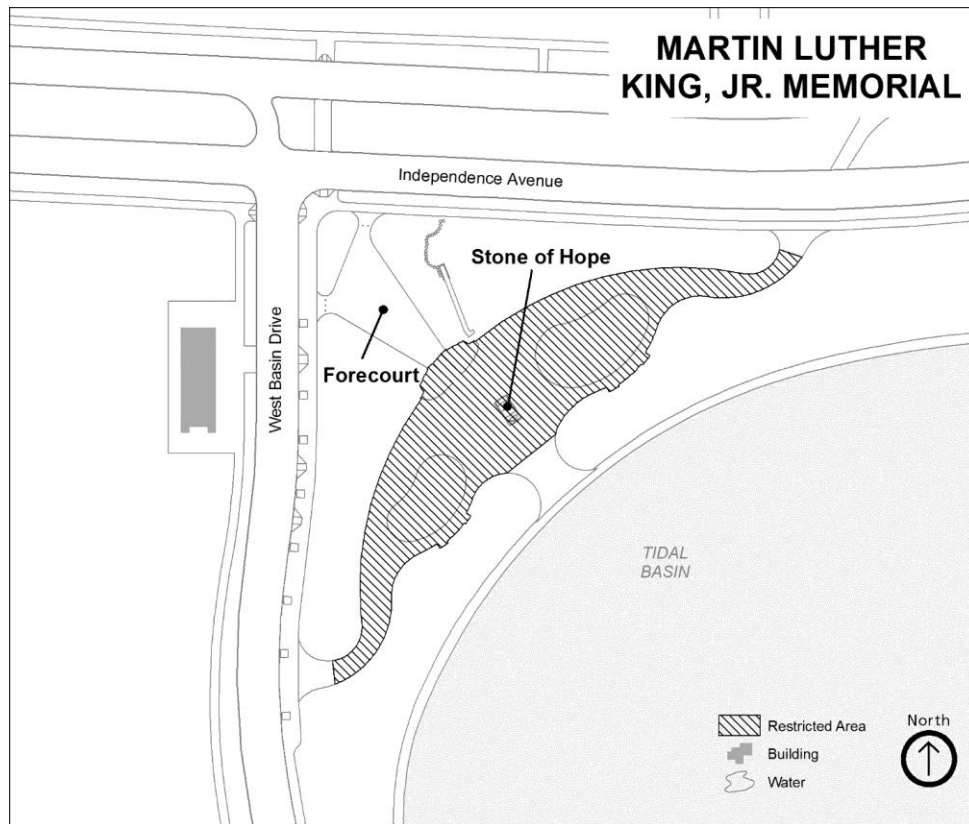 MARTIN LUTHER
KING, JR. MEMORIAL
Independence Avenue
Stone of Hope
Forecourt
West Basin Drive
TIDAL
BASIN
Restricted Area
Building
Water
North